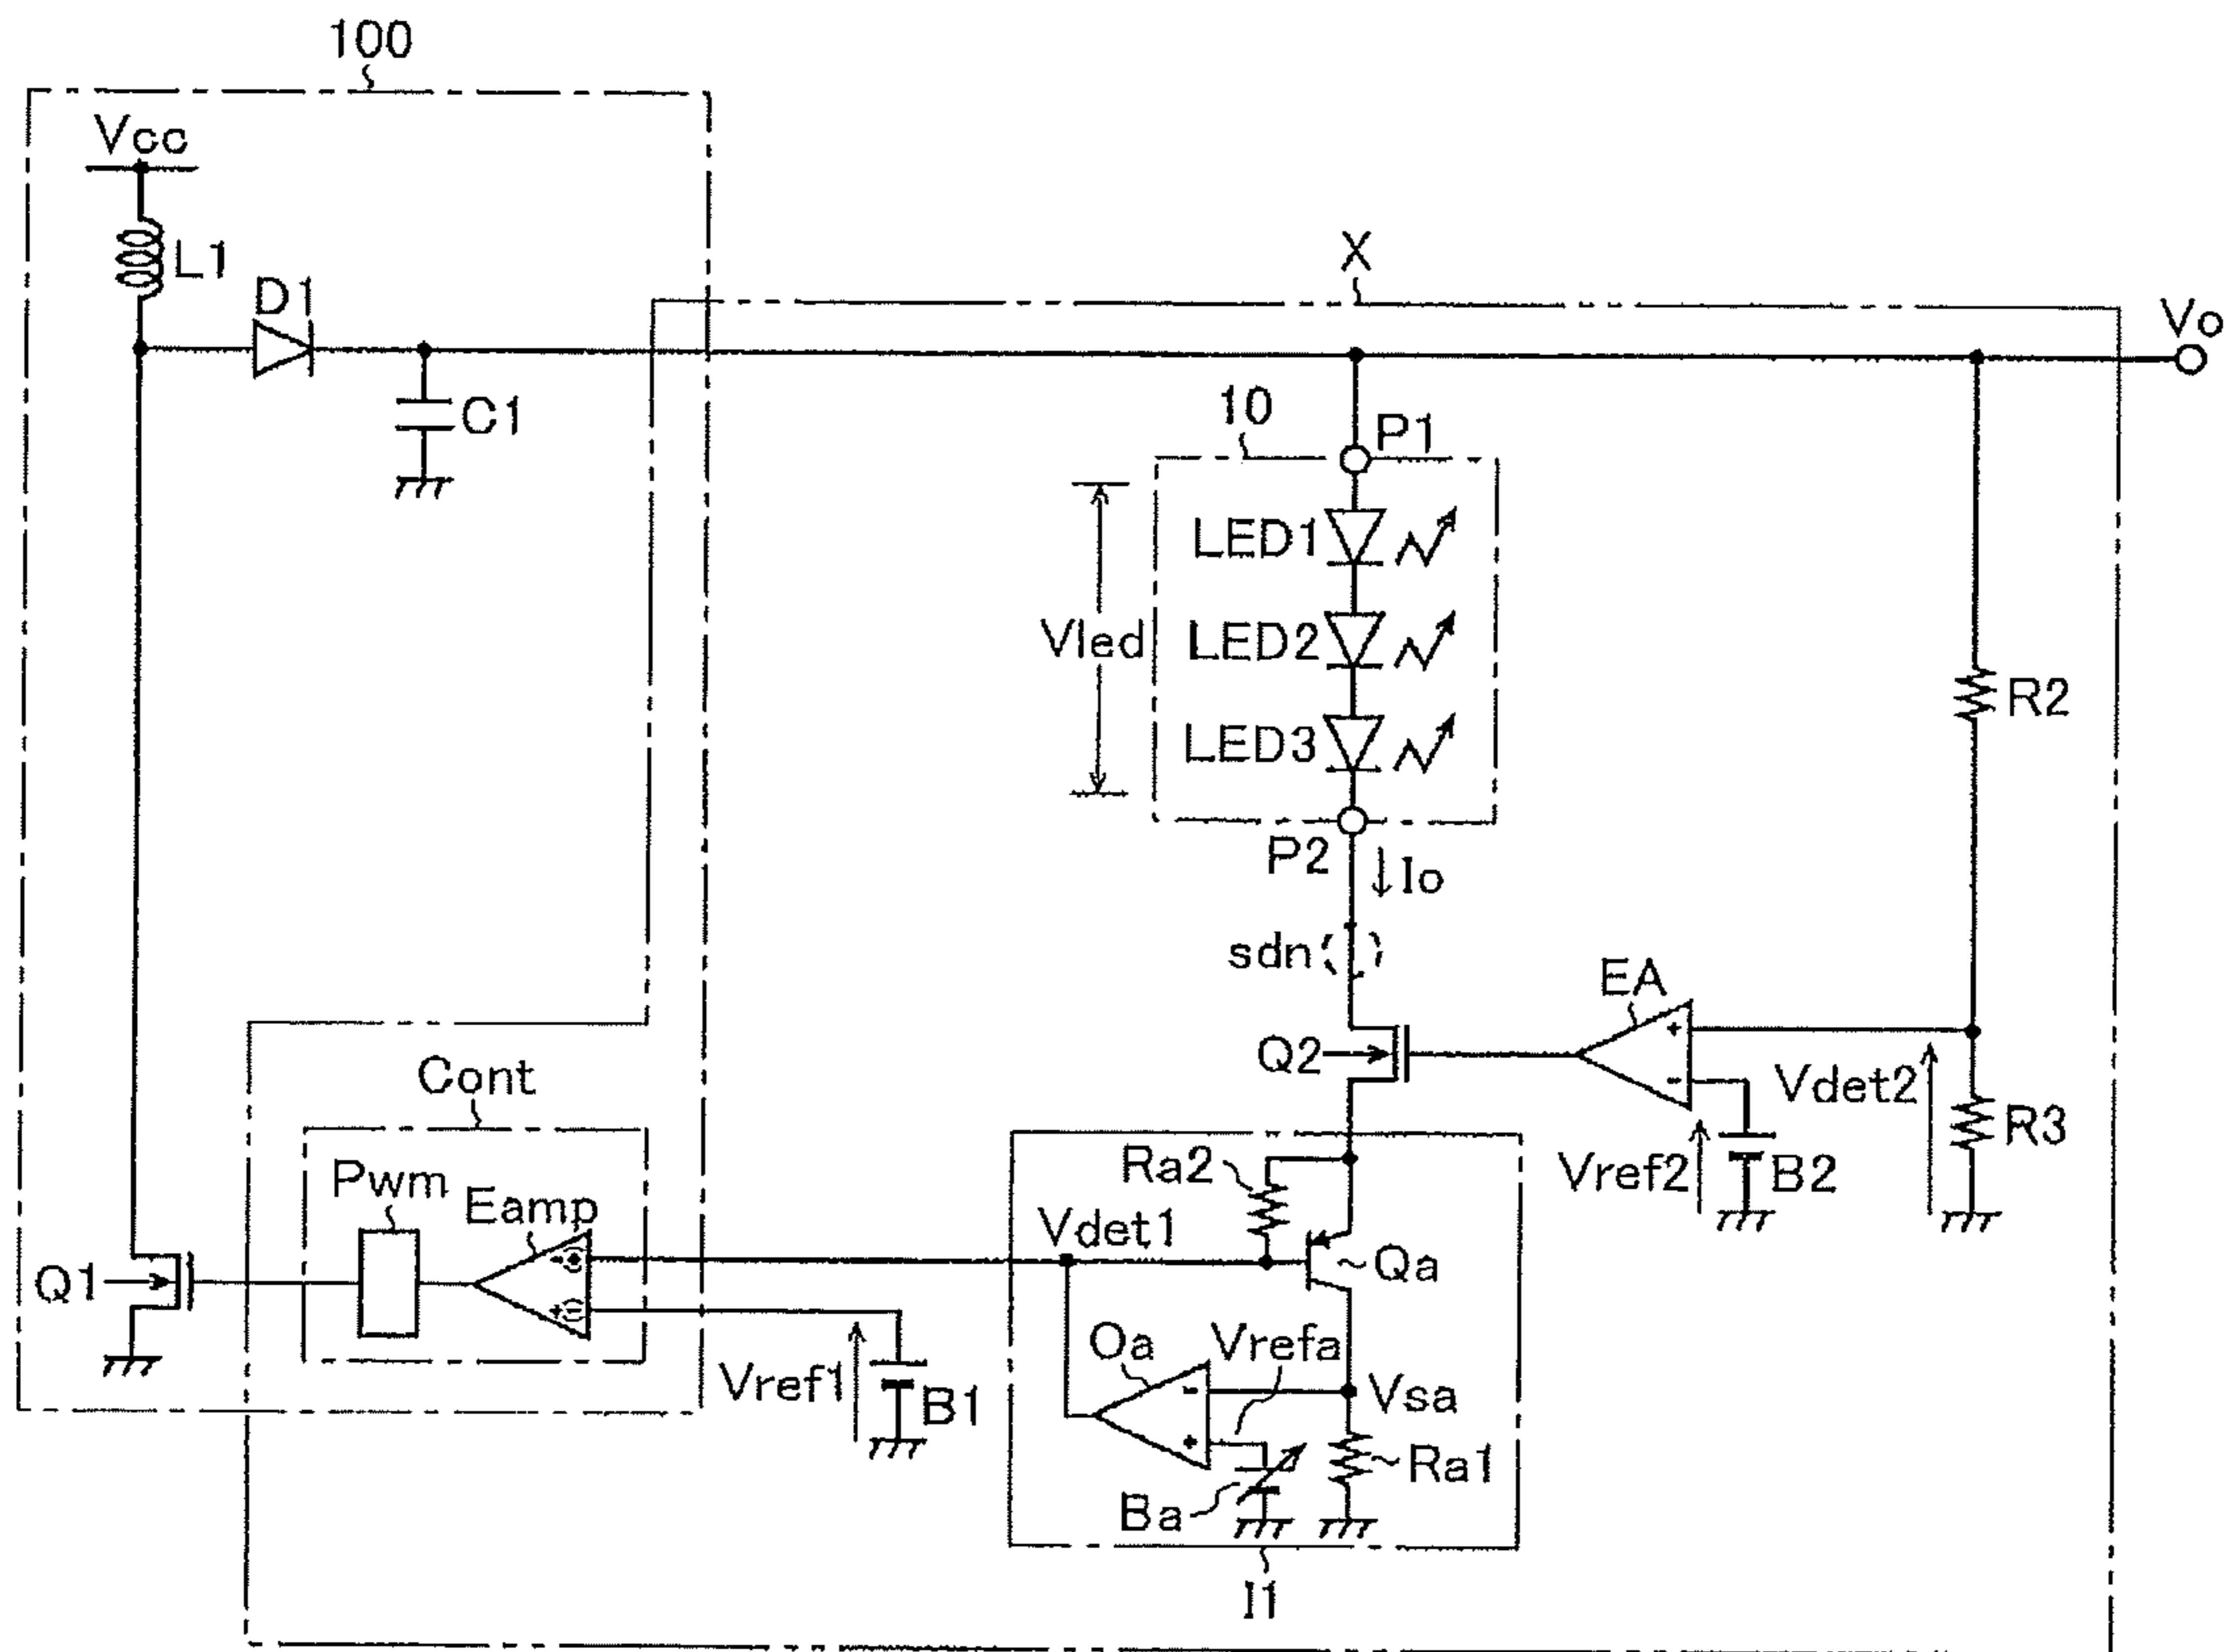 100
Vcc
L1
D1
C1
X
Vo
10
P1
LED1
Vled
LED2
LED3
R2
P2
Io
sdn
EA
+
-
Q2
Vdet2
R3
Vref2
B2
Cont
Pwm
Eamp
Q1
Vref1
B1
Ra2
Vdet1
Qa
Oa
Vrefa
-
+
Vsa
Ra1
Ba
I1